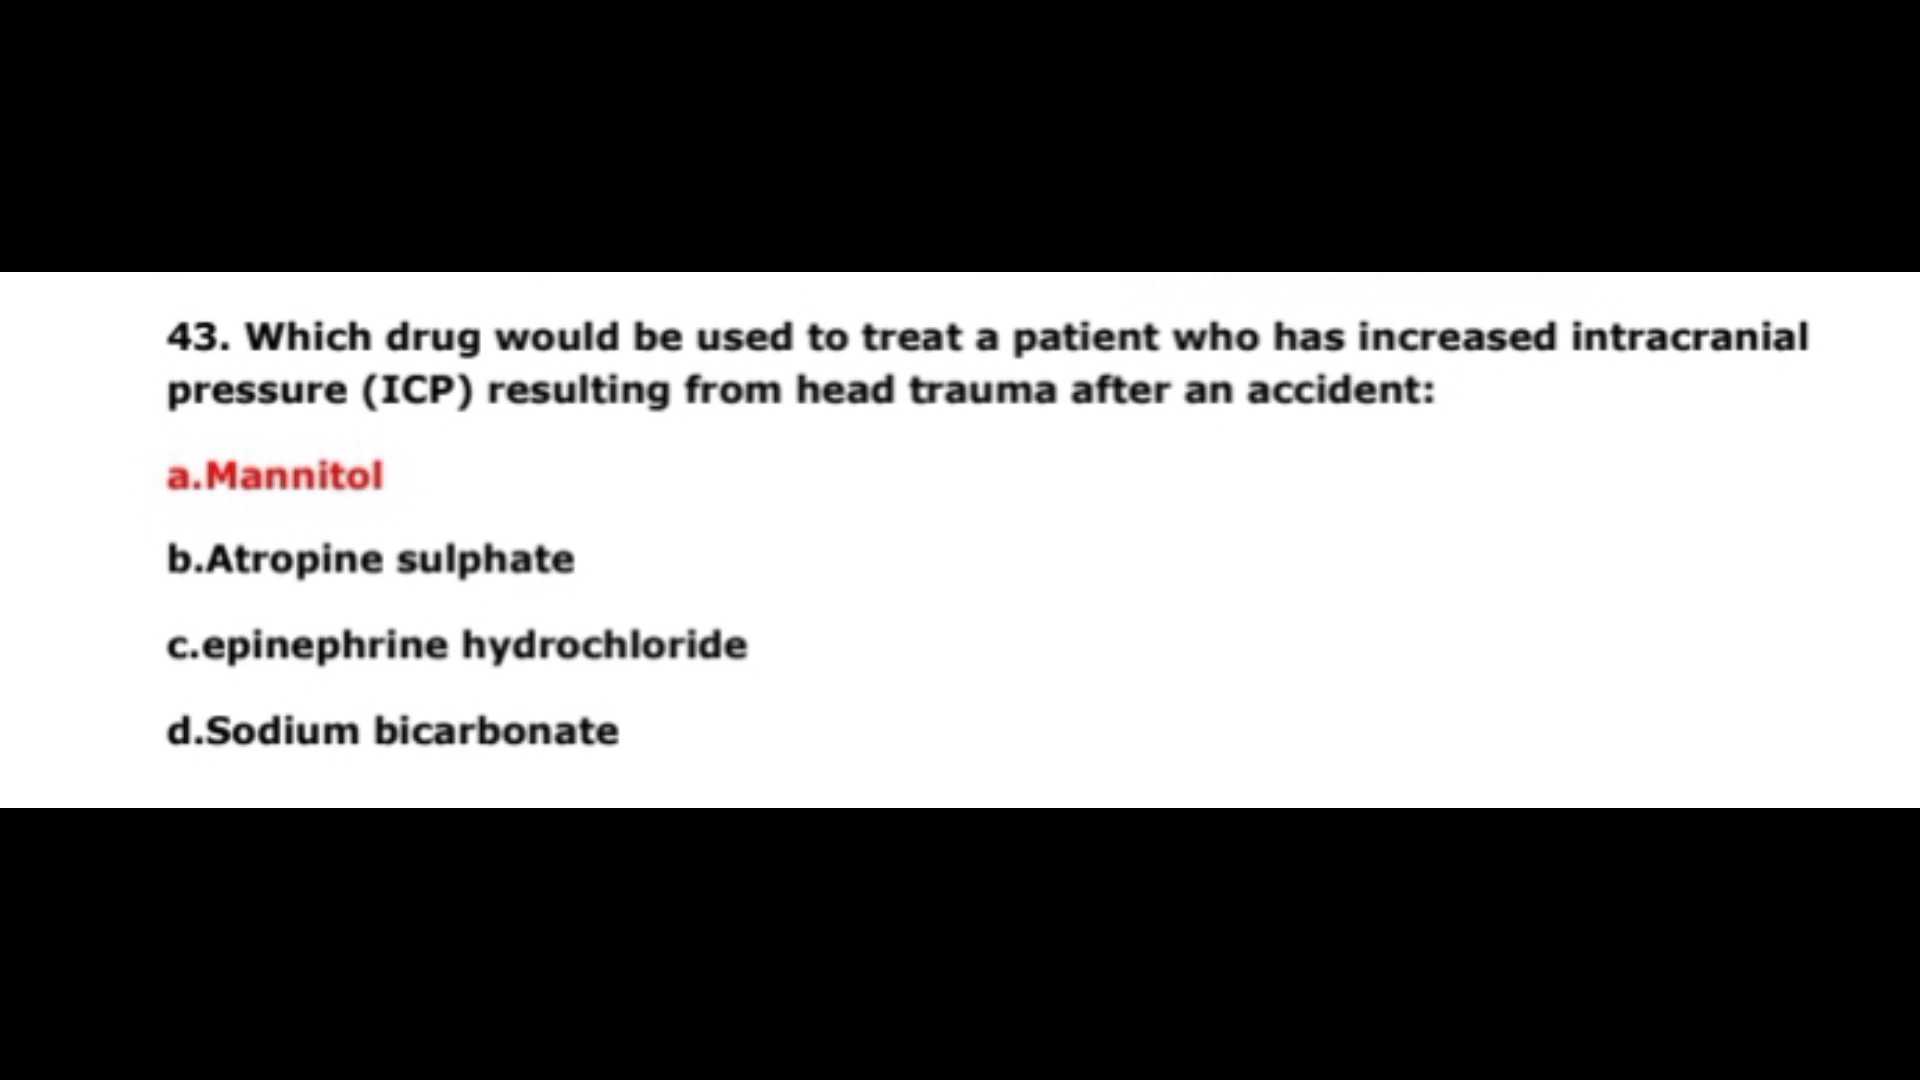 43. Which drug would be used to treat a patient who has increased intracranial
pressure (ICP) resulting from head trauma after an accident:
a.Mannitol
b.Atropine sulphate
c.epinephrine hydrochloride
d.Sodium bicarbonate